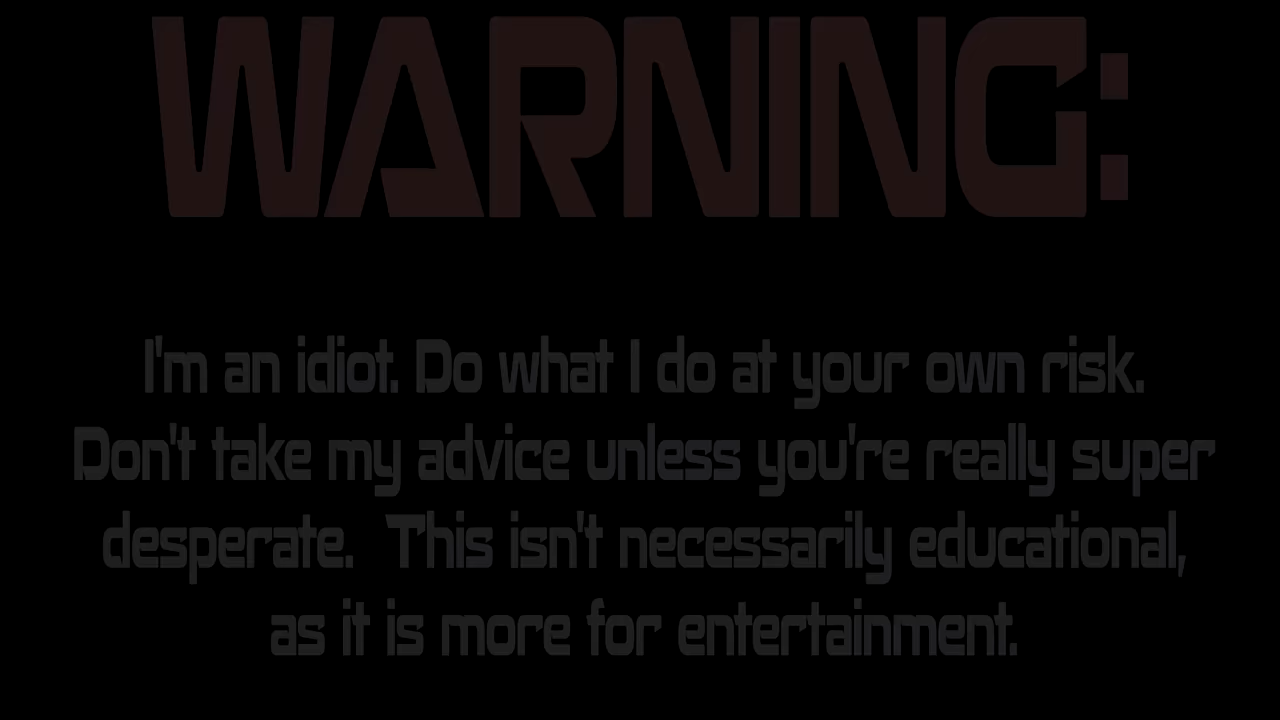 WARNING:
I'm an idiot. Do what I do at your own risk.
Don't take my advice unless you're really super
desperate.  This isn't necessarily educational,
as it is more for entertainment.